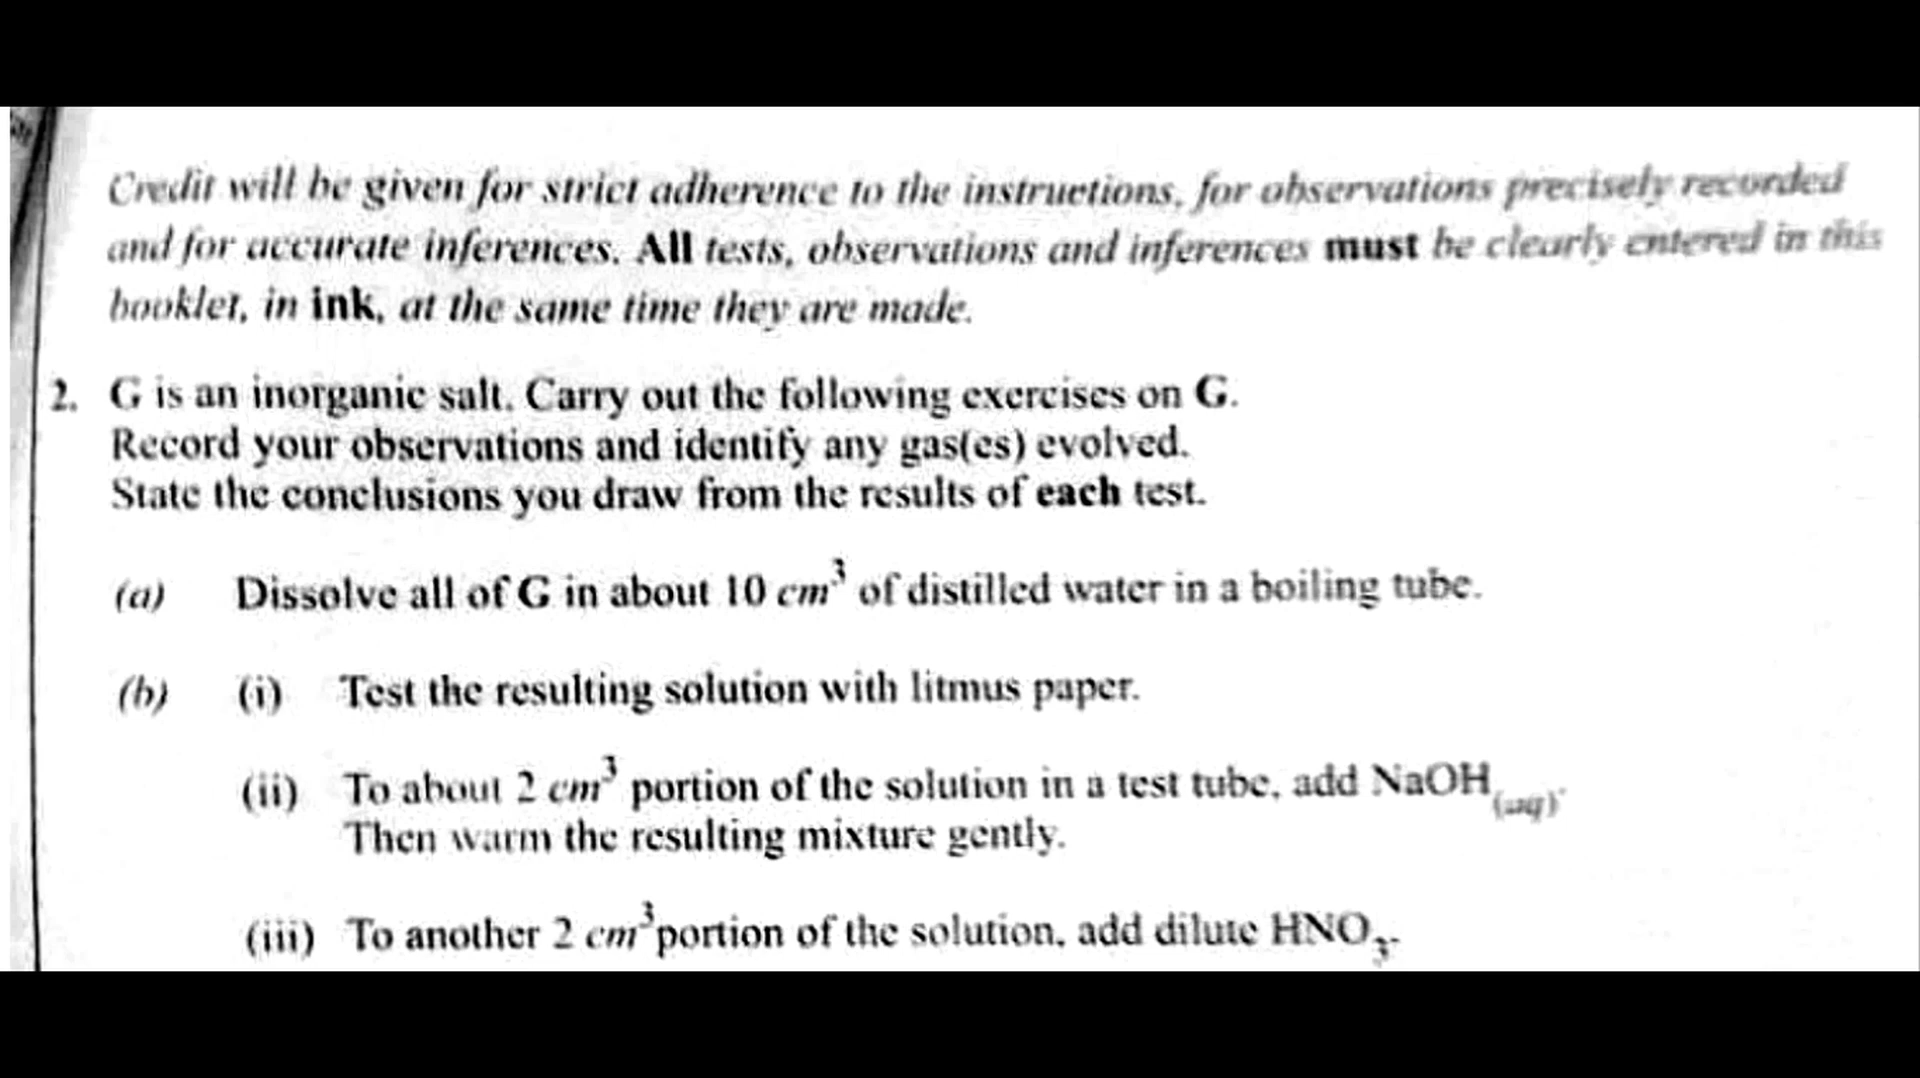 Credit will be given for strict adherence to the instructions, for observations precisely recorded
and for accurate inferences. All tests, observations and inferences must be clearly entered in this
booklet, in ink, at the same time they are made.
2. G is an inorganic salt. Carry out the following exercises on G.
Record your observations and identify any gas(es) evolved.
State the conclusions you draw from the results of each test.
(a) Dissolve all of G in about 10 cm³ of distilled water in a boiling tube.
(b) (i) Test the resulting solution with litmus paper.
(ii) To about 2 cm³ portion of the solution in a test tube, add NaOH(aq).
Then warm the resulting mixture gently.
(iii) To another 2 cm³ portion of the solution, add dilute HNO₃.